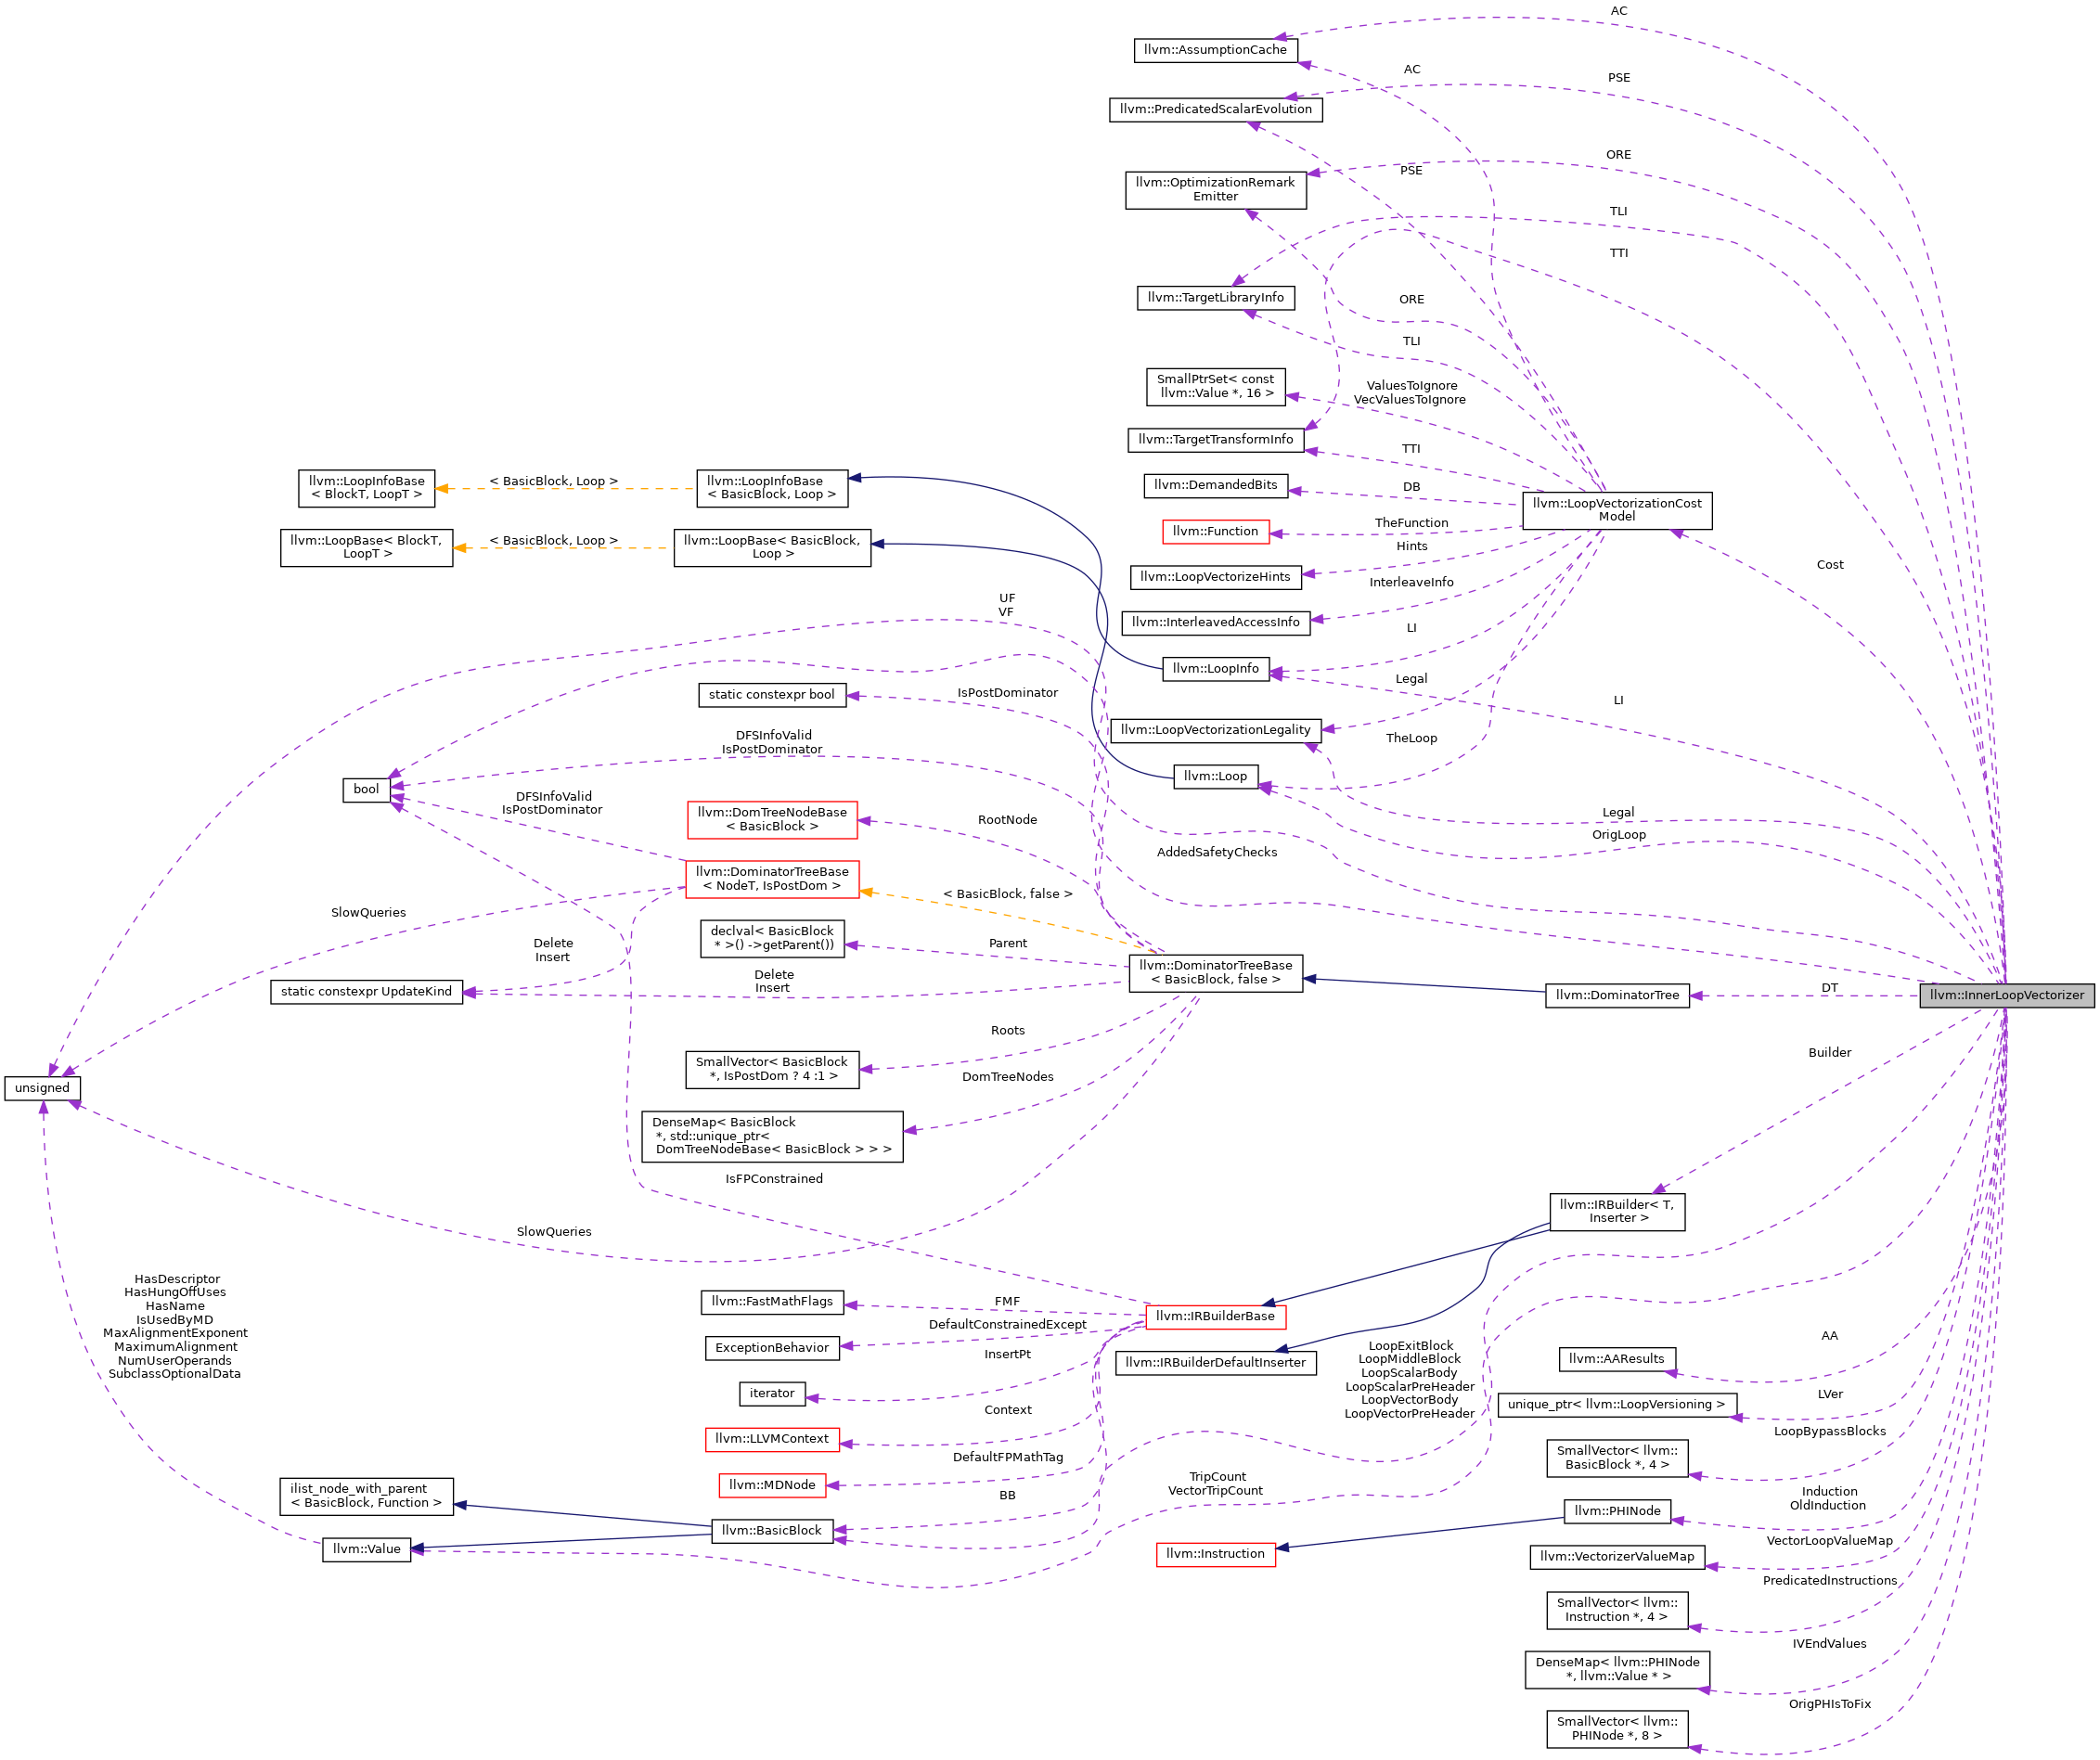 AC
llvm::AssumptionCache
AC
PSE
llvm::PredicatedScalarEvolution
PSE
ORE
llvm::OptimizationRemark
Emitter
TLI
TTI
llvm::TargetLibraryInfo
ORE
TLI
SmallPtrSet< const
llvm::Value *, 16 >
ValuesToIgnore
VecValuesToIgnore
llvm::TargetTransformInfo
TTI
llvm::LoopInfoBase
< BlockT, LoopT >
< BasicBlock, Loop >
llvm::LoopInfoBase
< BasicBlock, Loop >
llvm::DemandedBits
DB
llvm::LoopVectorizationCost
Model
llvm::LoopBase< BlockT,
LoopT >
< BasicBlock, Loop >
llvm::LoopBase< BasicBlock,
Loop >
llvm::Function
TheFunction
Hints
llvm::LoopVectorizeHints
Cost
InterleaveInfo
UF
VF
llvm::InterleavedAccessInfo
LI
llvm::LoopInfo
static constexpr bool
IsPostDominator
Legal
LI
llvm::LoopVectorizationLegality
DFSInfoValid
IsPostDominator
TheLoop
llvm::Loop
bool
DFSInfoValid
IsPostDominator
llvm::DomTreeNodeBase
< BasicBlock >
RootNode
Legal
OrigLoop
AddedSafetyChecks
llvm::DominatorTreeBase
< NodeT, IsPostDom >
< BasicBlock, false >
SlowQueries
declval< BasicBlock
* >() ->getParent())
Parent
Delete
Insert
llvm::DominatorTreeBase
< BasicBlock, false >
static constexpr UpdateKind
Delete
Insert
llvm::DominatorTree
DT
llvm::InnerLoopVectorizer
Roots
Builder
SmallVector< BasicBlock
*, IsPostDom ? 4 :1 >
DomTreeNodes
unsigned
DenseMap< BasicBlock
*, std::unique_ptr<
DomTreeNodeBase< BasicBlock > > >
IsFPConstrained
llvm::IRBuilder< T,
Inserter >
SlowQueries
HasDescriptor
HasHungOffUses
HasName
IsUsedByMD
MaxAlignmentExponent
MaximumAlignment
NumUserOperands
SubclassOptionalData
llvm::FastMathFlags
FMF
llvm::IRBuilderBase
DefaultConstrainedExcept
ExceptionBehavior
InsertPt
llvm::IRBuilderDefaultInserter
LoopExitBlock
LoopMiddleBlock
LoopScalarBody
LoopScalarPreHeader
LoopVectorBody
LoopVectorPreHeader
AA
llvm::AAResults
iterator
LVer
unique_ptr< llvm::LoopVersioning >
Context
llvm::LLVMContext
LoopBypassBlocks
SmallVector< llvm::
BasicBlock *, 4 >
DefaultFPMathTag
llvm::MDNode
TripCount
VectorTripCount
BB
Induction
OldInduction
ilist_node_with_parent
< BasicBlock, Function >
llvm::PHINode
llvm::BasicBlock
llvm::Value
llvm::Instruction
VectorLoopValueMap
llvm::VectorizerValueMap
PredicatedInstructions
SmallVector< llvm::
Instruction *, 4 >
IVEndValues
DenseMap< llvm::PHINode
*, llvm::Value * >
OrigPHIsToFix
SmallVector< llvm::
PHINode *, 8 >